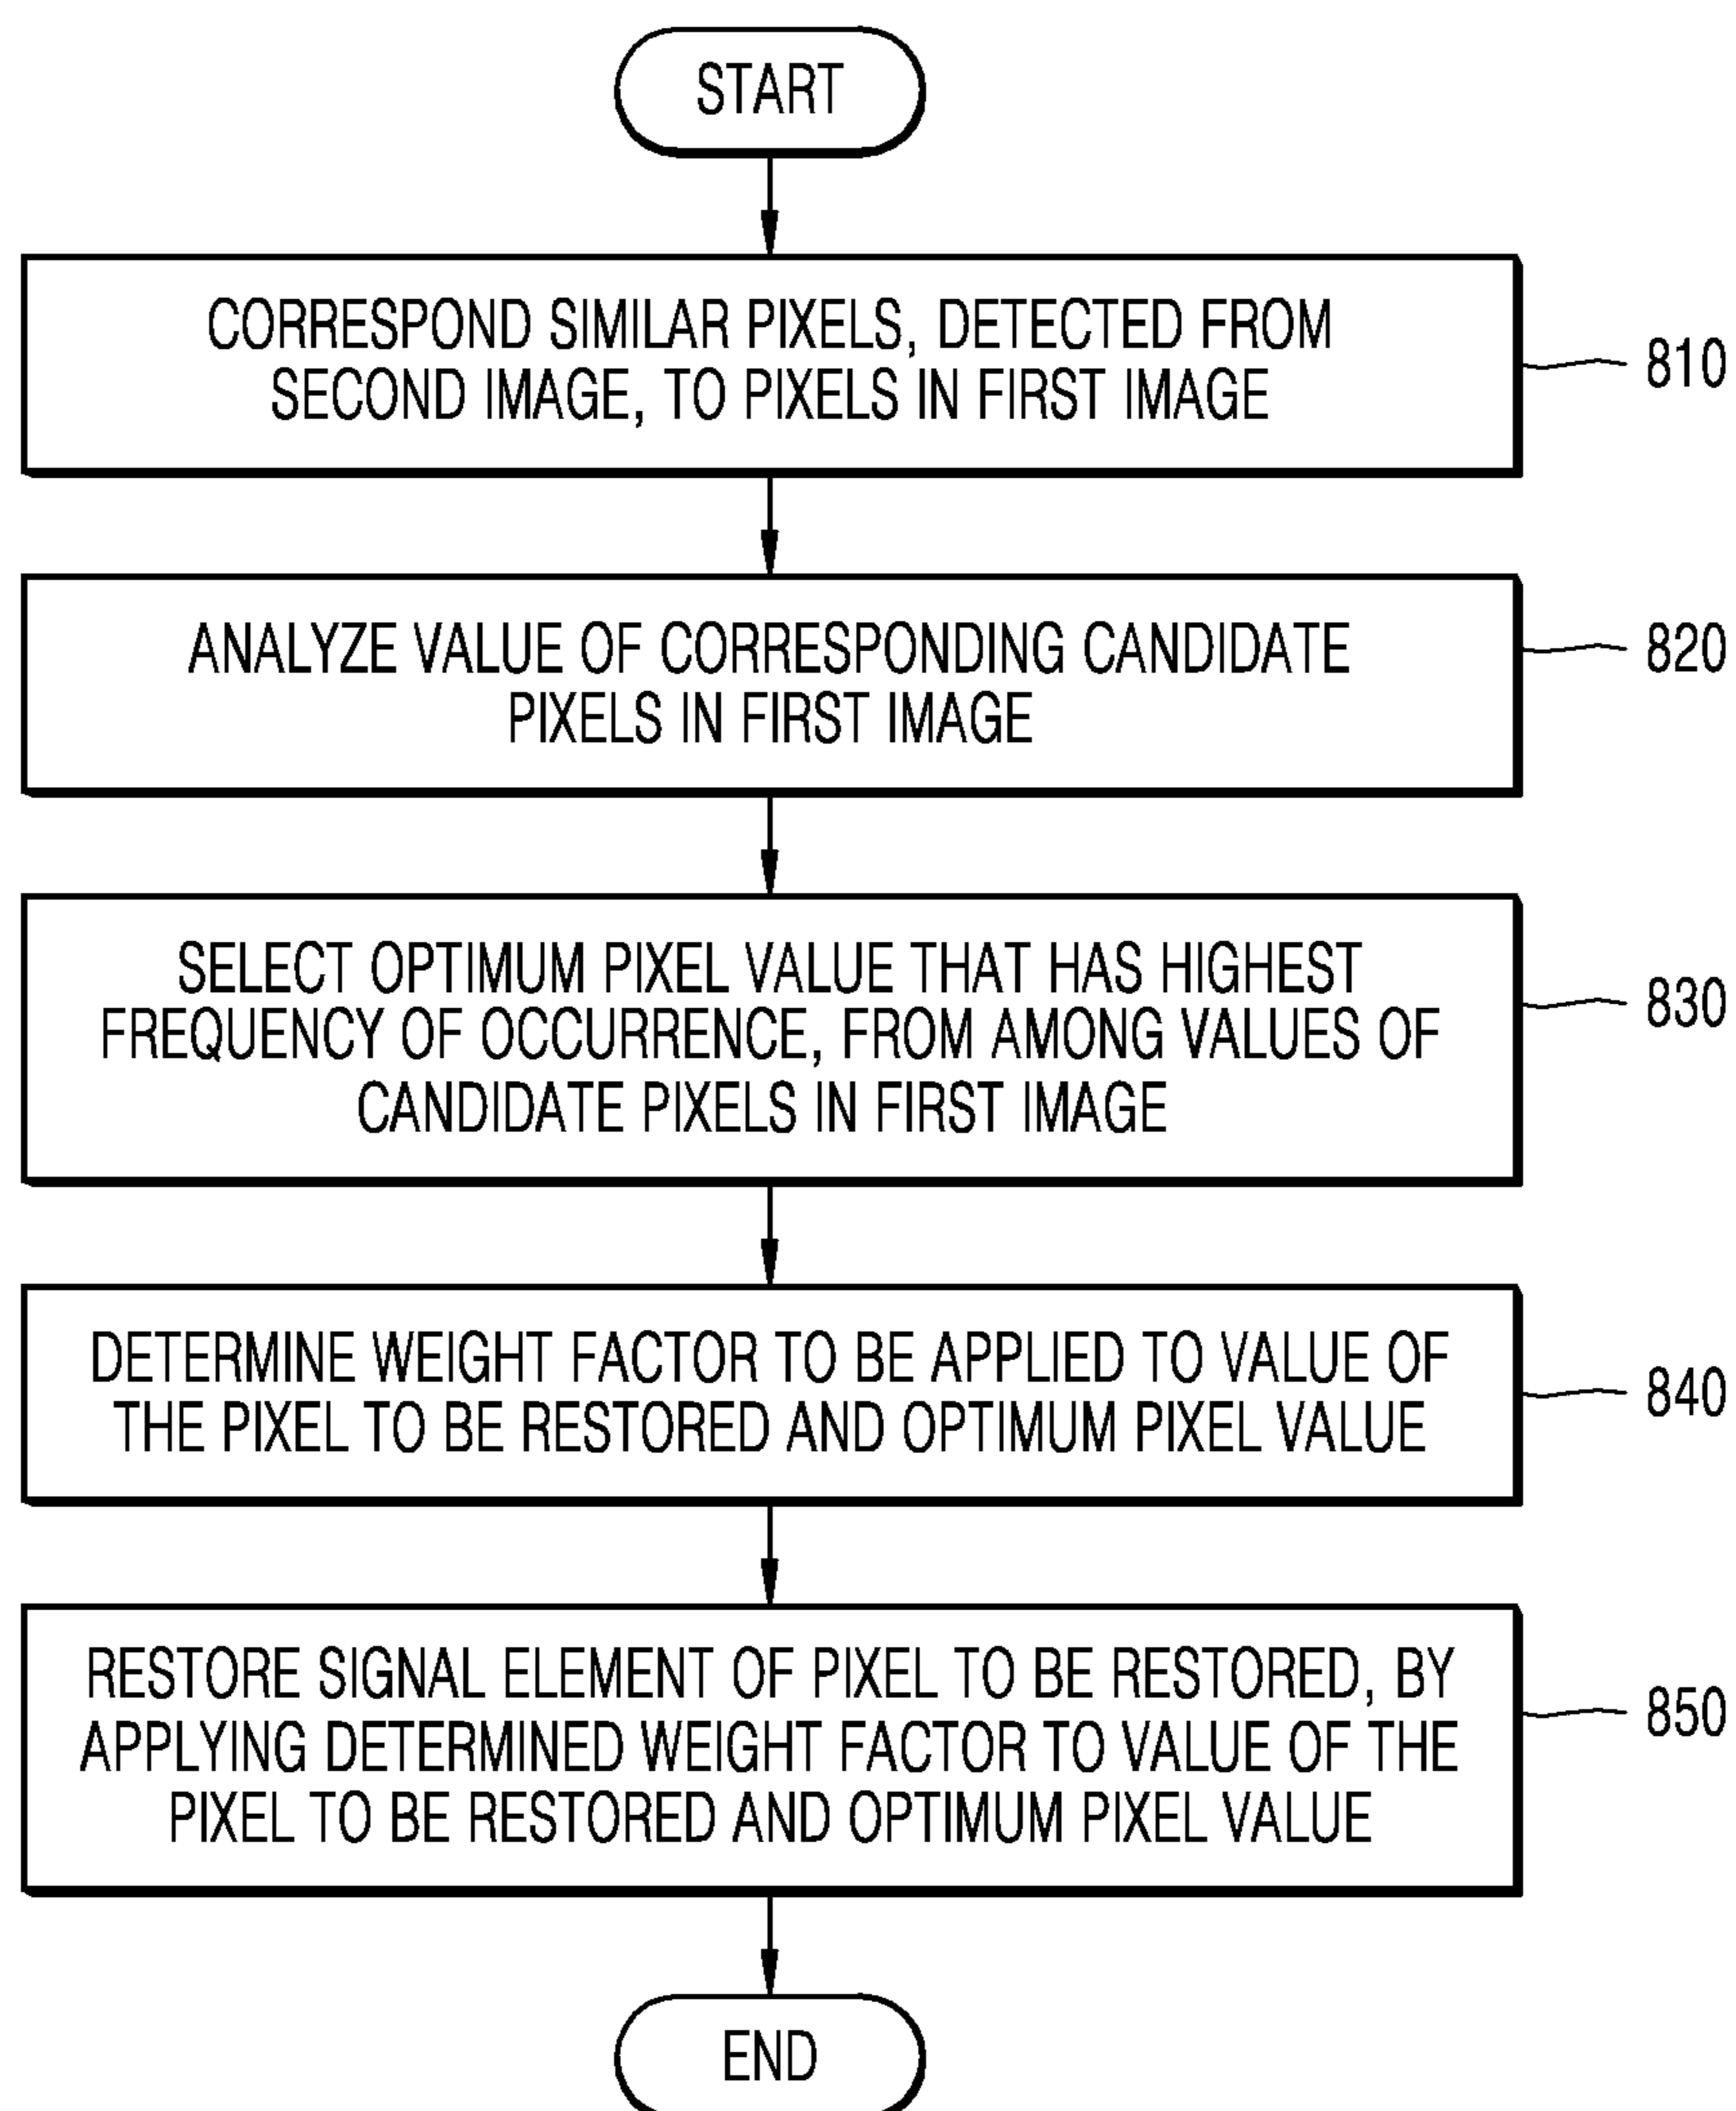 START
CORRESPOND SIMILAR PIXELS, DETECTED FROM
SECOND IMAGE, TO PIXELS IN FIRST IMAGE
810
ANALYZE VALUE OF CORRESPONDING CANDIDATE
PIXELS IN FIRST IMAGE
820
SELECT OPTIMUM PIXEL VALUE THAT HAS HIGHEST
FREQUENCY OF OCCURRENCE, FROM AMONG VALUES OF
CANDIDATE PIXELS IN FIRST IMAGE
830
DETERMINE WEIGHT FACTOR TO BE APPLIED TO VALUE OF
THE PIXEL TO BE RESTORED AND OPTIMUM PIXEL VALUE
840
RESTORE SIGNAL ELEMENT OF PIXEL TO BE RESTORED, BY
APPLYING DETERMINED WEIGHT FACTOR TO VALUE OF THE
PIXEL TO BE RESTORED AND OPTIMUM PIXEL VALUE
850
END